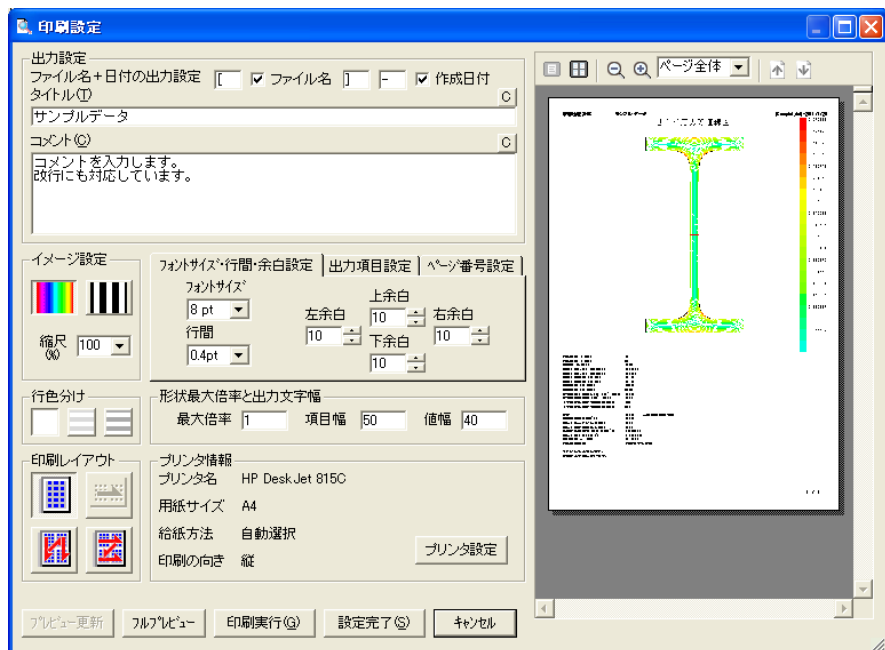 印刷設定
出力設定
ファイル名＋日付の出力設定 [ ファイル名 ] - 作成日付
タイトル(T) C
サンプルデータ
コメント(C) C
コメントを入力します。
改行にも対応しています。
イメージ設定
縮尺(%) 100
フォントサイズ・行間・余白設定 出力項目設定 ページ番号設定
フォントサイズ
8 pt
行間
0.4pt
上余白
10
左余白
10
右余白
10
下余白
10
行色分け
形状最大倍率と出力文字幅
最大倍率 1 項目幅 50 値幅 40
印刷レイアウト
プリンタ情報
プリンタ名 HP DeskJet 815C
用紙サイズ A4
給紙方法 自動選択
印刷の向き 縦
プリンタ設定
プレビュー更新 フルプレビュー 印刷実行(G) 設定完了(S) キャンセル
ページ全体
サンプルデータ